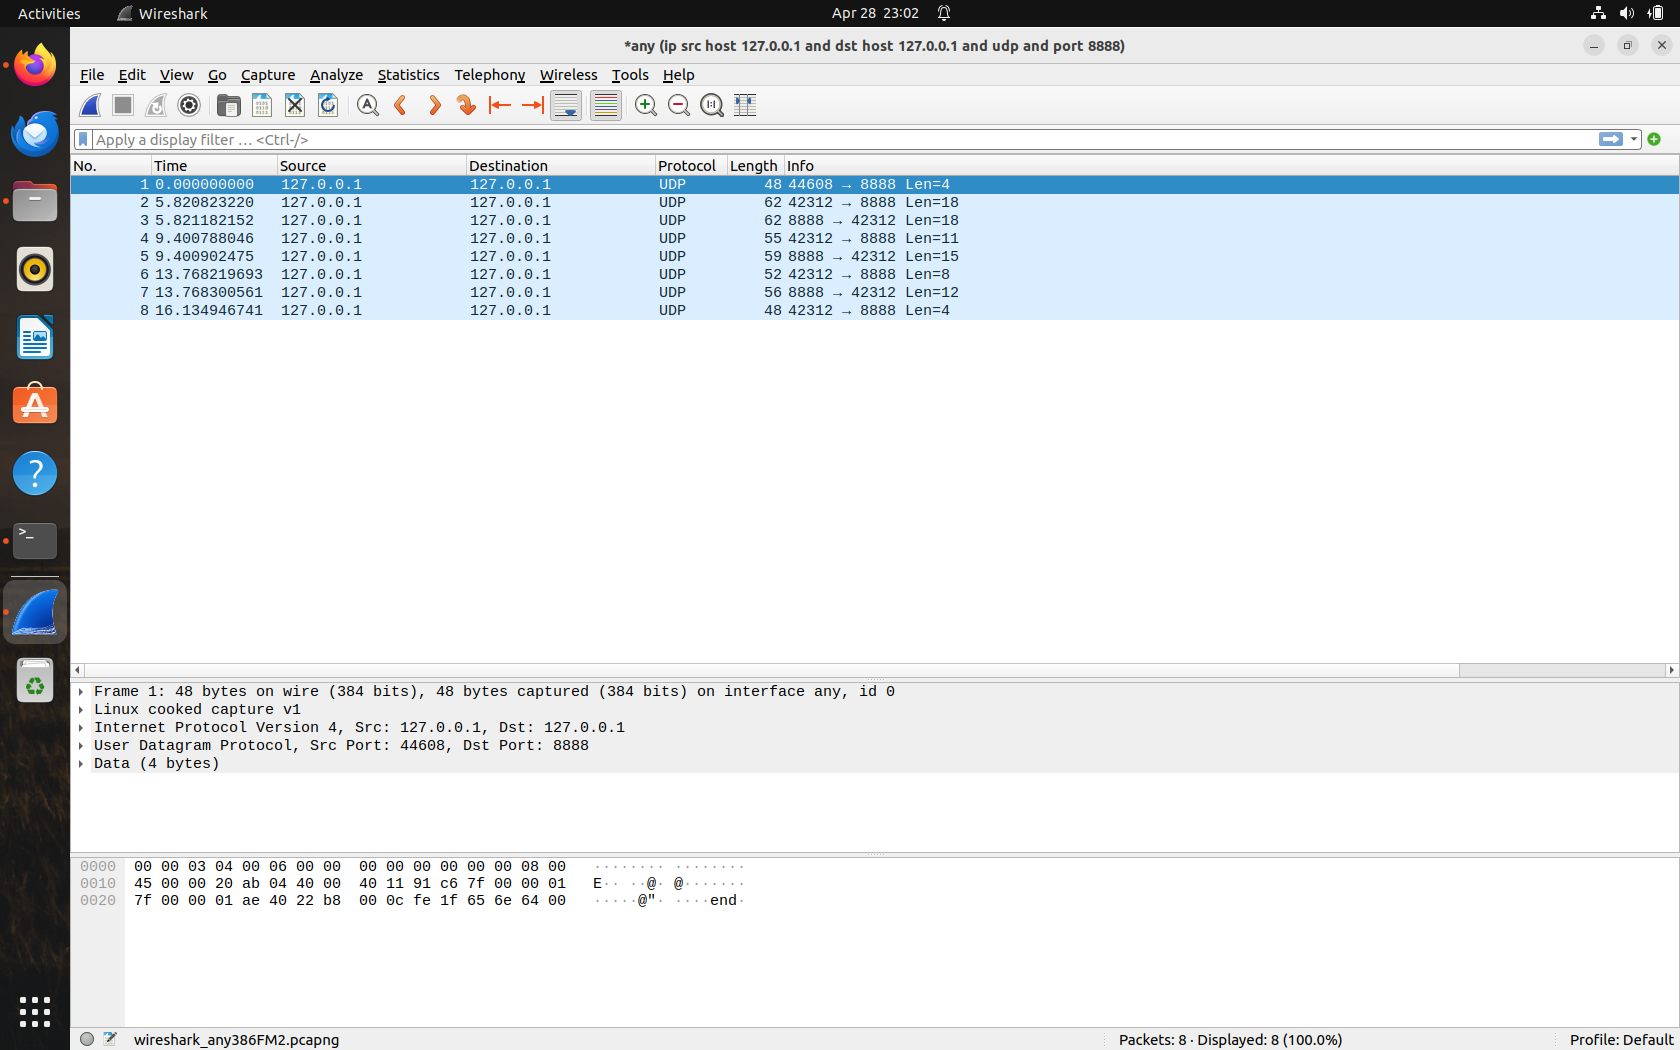 Activities Wireshark Apr 28 23:02
*any (ip src host 127.0.0.1 and dst host 127.0.0.1 and udp and port 8888)
File Edit View Go Capture Analyze Statistics Telephony Wireless Tools Help
Apply a display filter … <Ctrl-/>
No. Time Source Destination Protocol Length Info
1 0.000000000 127.0.0.1 127.0.0.1 UDP 48 44608 → 8888 Len=4
2 5.820823220 127.0.0.1 127.0.0.1 UDP 62 42312 → 8888 Len=18
3 5.821182152 127.0.0.1 127.0.0.1 UDP 62 8888 → 42312 Len=18
4 9.400788046 127.0.0.1 127.0.0.1 UDP 55 42312 → 8888 Len=11
5 9.400902475 127.0.0.1 127.0.0.1 UDP 59 8888 → 42312 Len=15
6 13.768219693 127.0.0.1 127.0.0.1 UDP 52 42312 → 8888 Len=8
7 13.768300561 127.0.0.1 127.0.0.1 UDP 56 8888 → 42312 Len=12
8 16.134946741 127.0.0.1 127.0.0.1 UDP 48 42312 → 8888 Len=4
Frame 1: 48 bytes on wire (384 bits), 48 bytes captured (384 bits) on interface any, id 0
Linux cooked capture v1
Internet Protocol Version 4, Src: 127.0.0.1, Dst: 127.0.0.1
User Datagram Protocol, Src Port: 44608, Dst Port: 8888
Data (4 bytes)
0000 00 00 03 04 00 06 00 00 00 00 00 00 00 00 08 00 ········ ········
0010 45 00 00 20 ab 04 40 00 40 11 91 c6 7f 00 00 01 E·· ··@· @·······
0020 7f 00 00 01 ae 40 22 b8 00 0c fe 1f 65 6e 64 00 ·····@"· ····end·
wireshark_any386FM2.pcapng Packets: 8 · Displayed: 8 (100.0%) Profile: Default